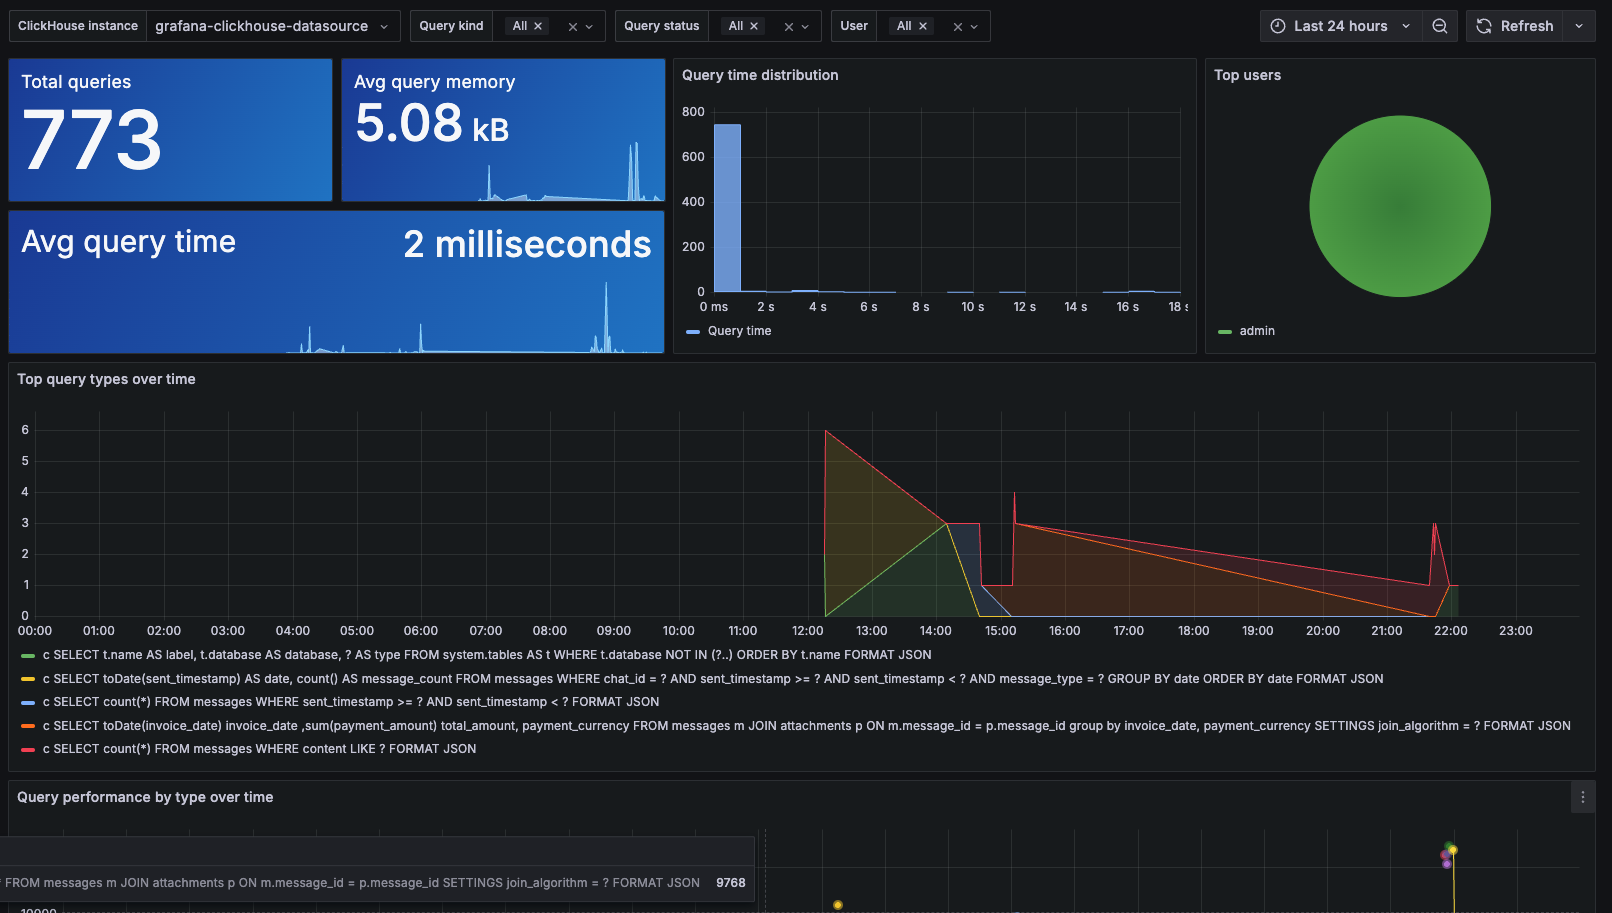 ClickHouse instance grafana-clickhouse-datasource Query kind All Query status All User All Last 24 hours Refresh
Total queries
773
Avg query memory
5.08 kB
Avg query time
2 milliseconds
Query time distribution
800
600
400
200
0
0 ms 2 s 4 s 6 s 8 s 10 s 12 s 14 s 16 s 18
Query time
Top users
admin
Top query types over time
6
5
4
3
2
1
0
00:00 01:00 02:00 03:00 04:00 05:00 06:00 07:00 08:00 09:00 10:00 11:00 12:00 13:00 14:00 15:00 16:00 17:00 18:00 19:00 20:00 21:00 22:00 23:00
c SELECT t.name AS label, t.database AS database, ? AS type FROM system.tables AS t WHERE t.database NOT IN (?..) ORDER BY t.name FORMAT JSON
c SELECT toDate(sent_timestamp) AS date, count() AS message_count FROM messages WHERE chat_id = ? AND sent_timestamp >= ? AND sent_timestamp < ? AND message_type = ? GROUP BY date ORDER BY date FORMAT JSON
c SELECT count(*) FROM messages WHERE sent_timestamp >= ? AND sent_timestamp < ? FORMAT JSON
c SELECT toDate(invoice_date) invoice_date ,sum(payment_amount) total_amount, payment_currency FROM messages m JOIN attachments p ON m.message_id = p.message_id group by invoice_date, payment_currency SETTINGS join_algorithm = ? FORMAT JSON
c SELECT count(*) FROM messages WHERE content LIKE ? FORMAT JSON
Query performance by type over time
FROM messages m JOIN attachments p ON m.message_id = p.message_id SETTINGS join_algorithm = ? FORMAT JSON 9768
10000